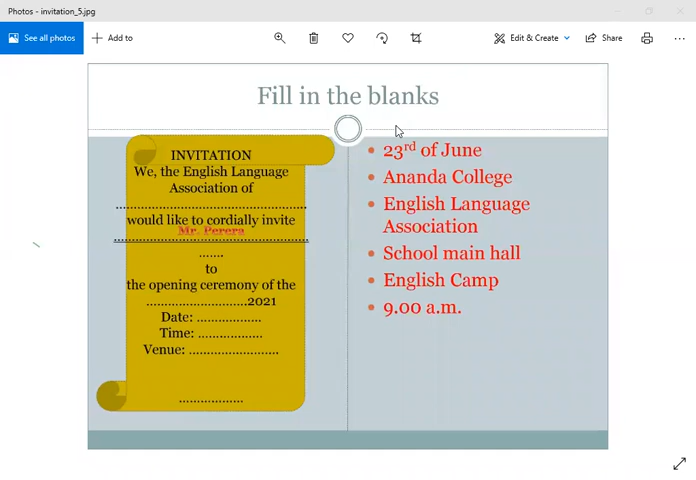 Photos - invitation_5.jpg
See all photos
Add to
Edit & Create
Share
Fill in the blanks
INVITATION
We, the English Language
Association of
.................................................
would like to cordially invite
Mr. Perera
.................................................
.......
to
the opening ceremony of the
..........................2021
Date: .................
Time: .................
Venue: ........................
.................
23rd of June
Ananda College
English Language
Association
School main hall
English Camp
9.00 a.m.